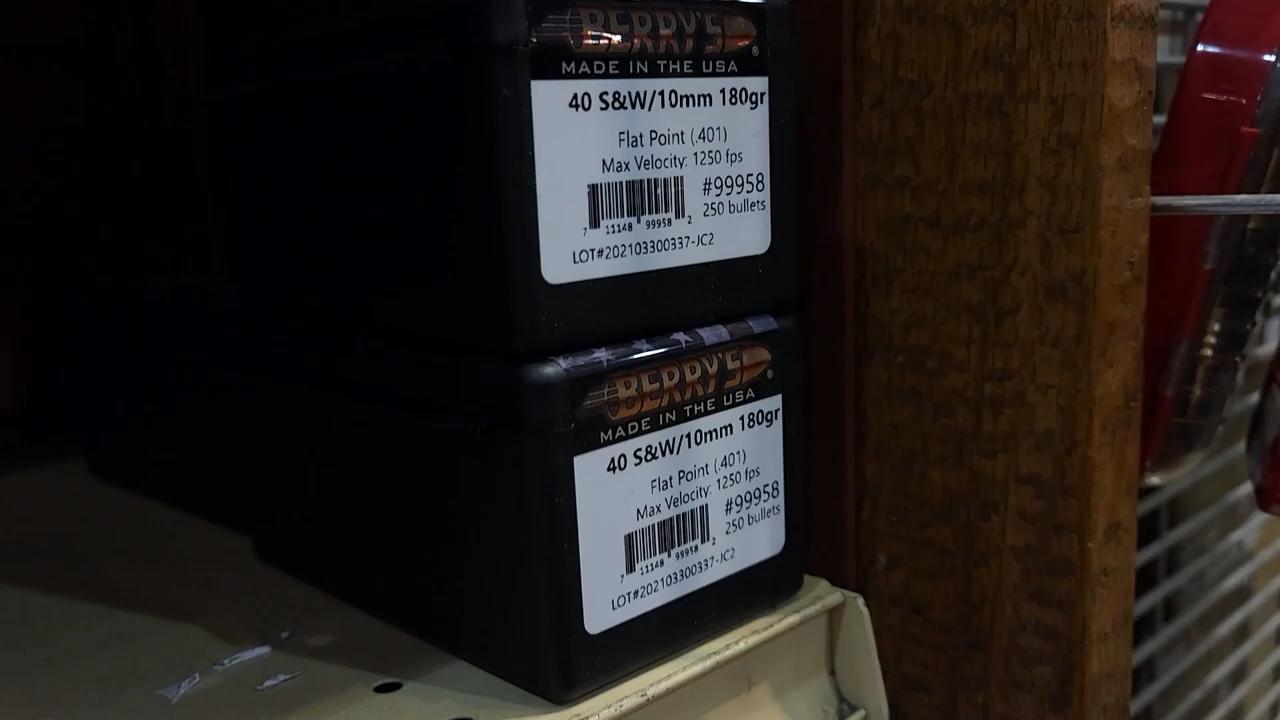 BERRY'S®
MADE IN THE USA
40 S&W/10mm 180gr
Flat Point (.401)
Max Velocity: 1250 fps
#99958
250 bullets
7 11148 99958 2
LOT#202103300337-JC2
BERRY'S®
MADE IN THE USA
40 S&W/10mm 180gr
Flat Point (.401)
Max Velocity: 1250 fps
#99958
250 bullets
7 11148 99958 2
LOT#202103300337-JC2